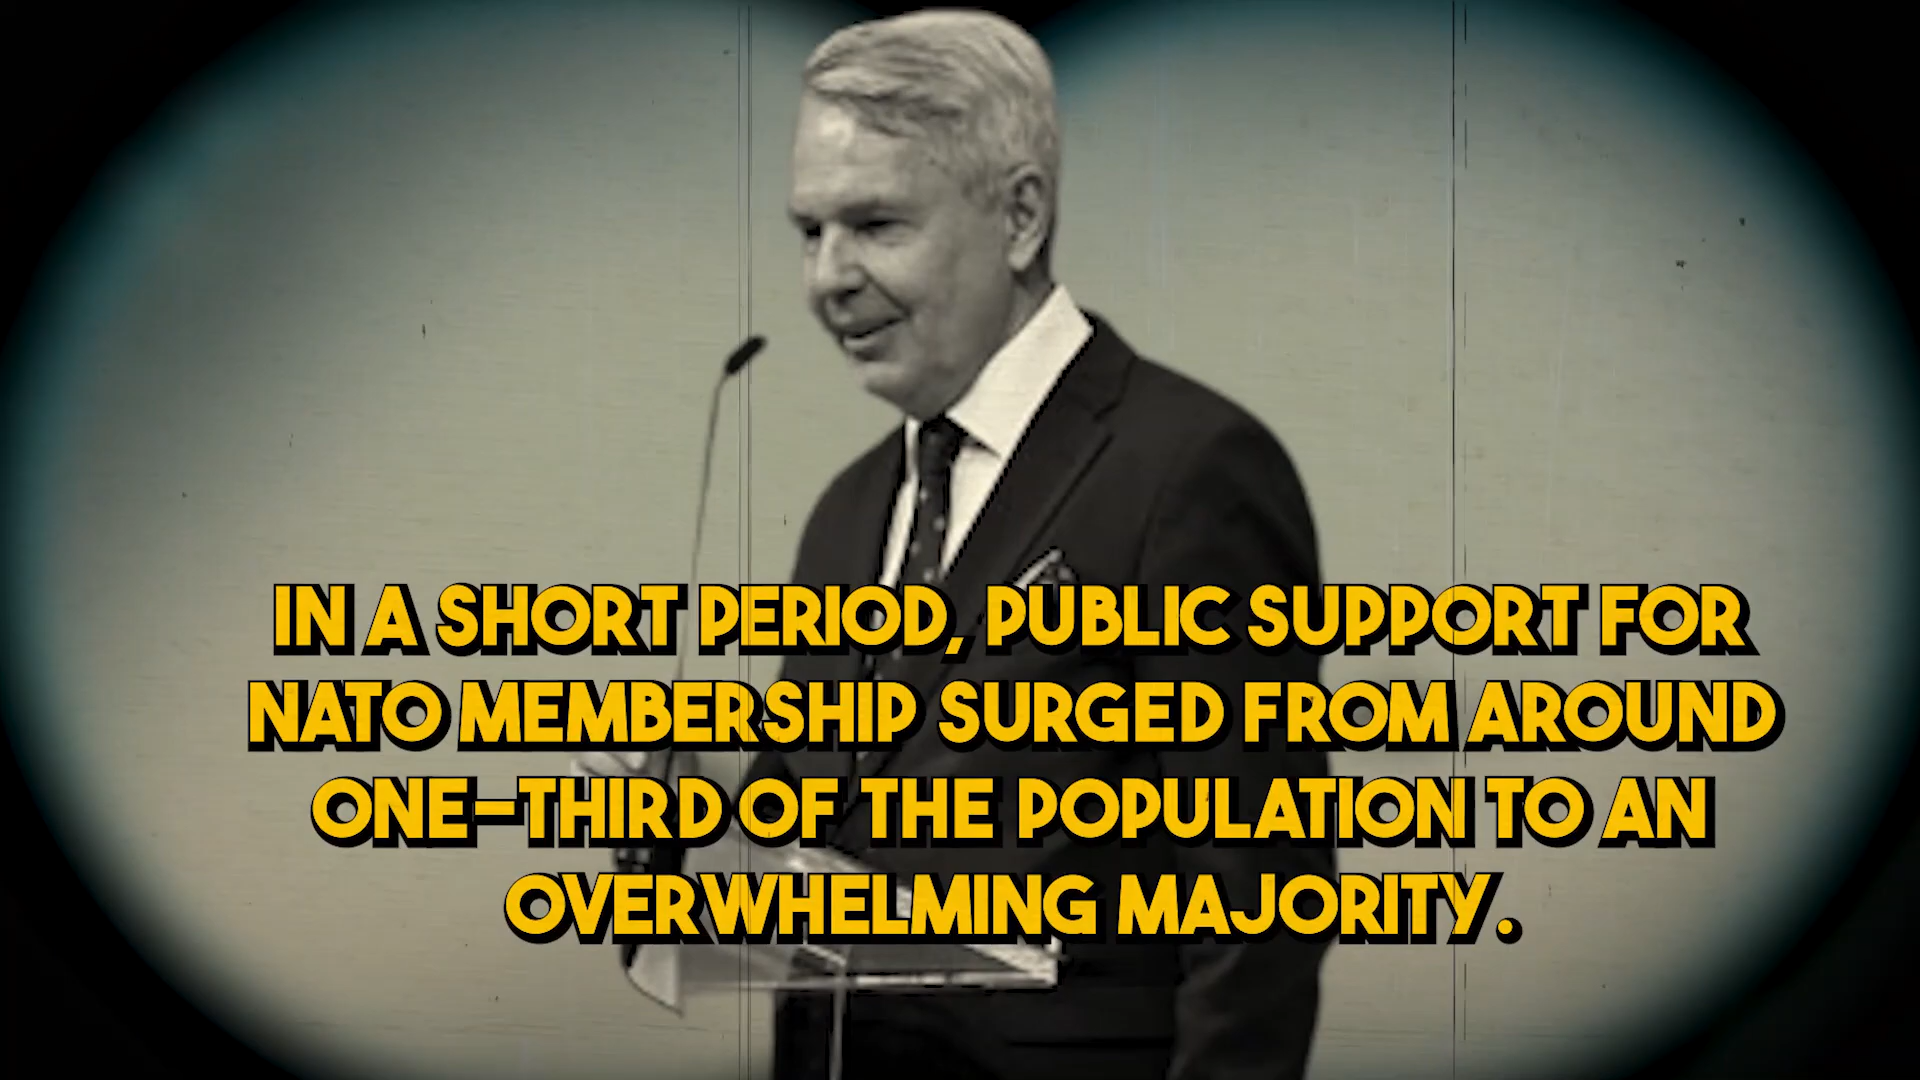 IN A SHORT PERIOD, PUBLIC SUPPORT FOR
NATO MEMBERSHIP SURGED FROM AROUND
ONE-THIRD OF THE POPULATION TO AN
OVERWHELMING MAJORITY.